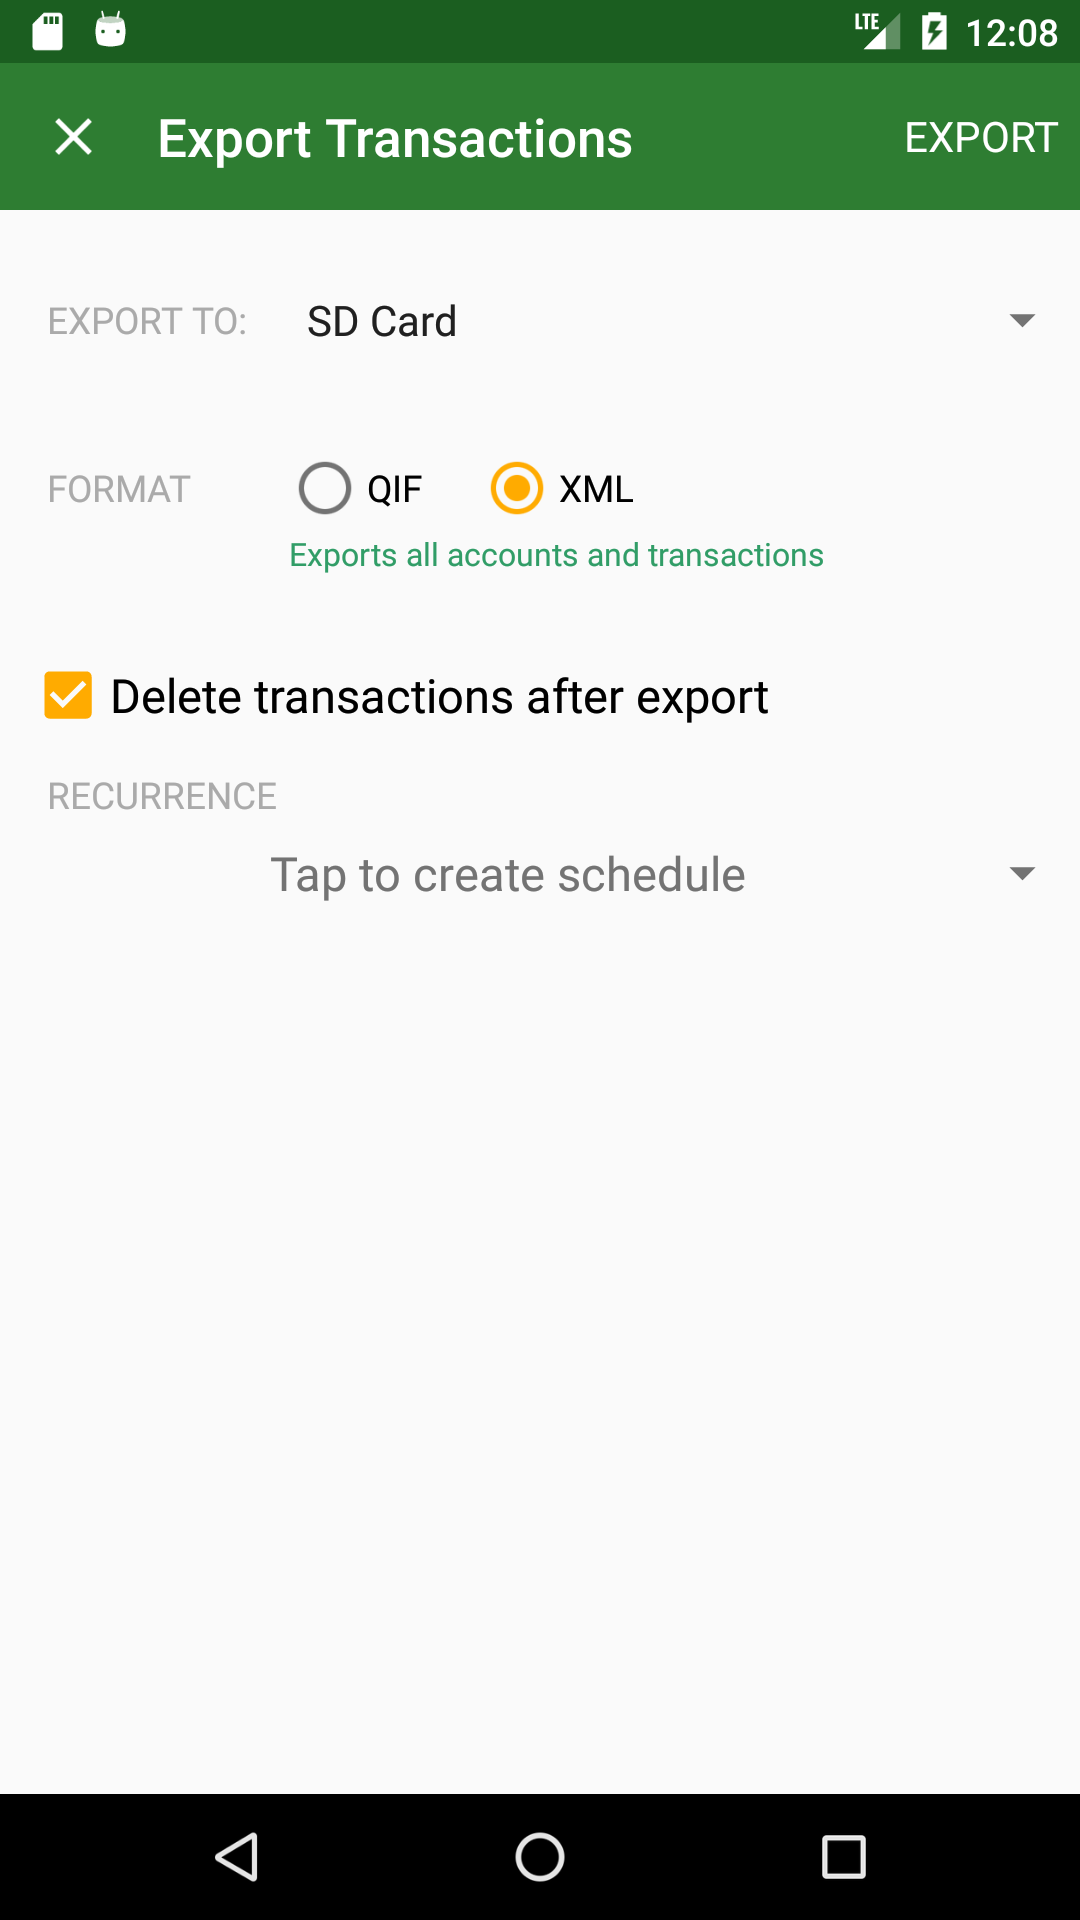 LTE 12:08
Export Transactions EXPORT
EXPORT TO: SD Card
FORMAT QIF XML
Exports all accounts and transactions
Delete transactions after export
RECURRENCE
Tap to create schedule